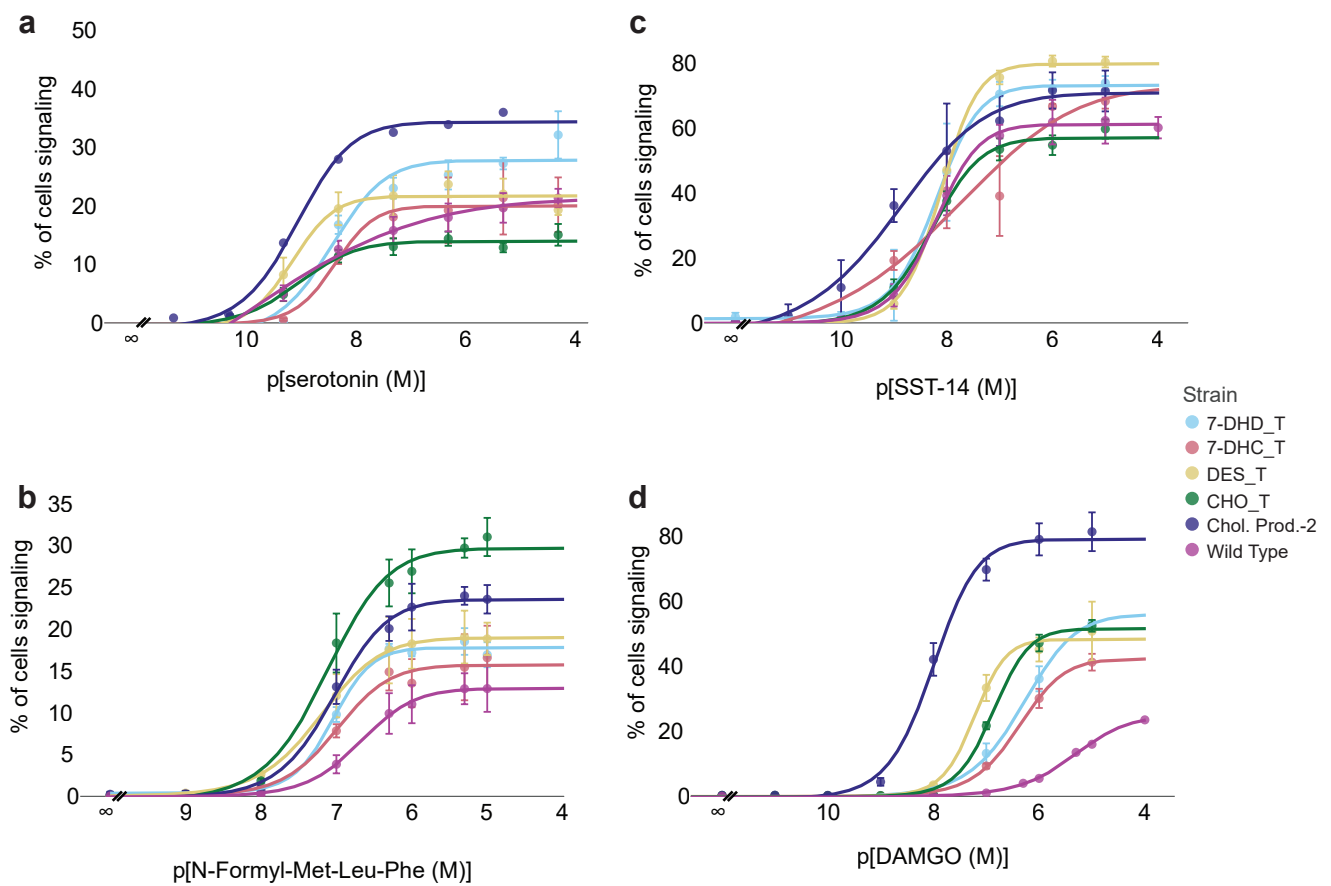 a
50
40
30
20
10
0
% of cells signaling
∞ 10 8 6 4
p[serotonin (M)]
c
80
60
40
20
0
% of cells signaling
∞ 10 8 6 4
p[SST-14 (M)]
Strain
7-DHD_T
7-DHC_T
DES_T
CHO_T
Chol. Prod.-2
Wild Type
b
35
30
25
20
15
10
5
0
% of cells signaling
∞ 9 8 7 6 5 4
p[N-Formyl-Met-Leu-Phe (M)]
d
80
60
40
20
0
% of cells signaling
∞ 10 8 6 4
p[DAMGO (M)]